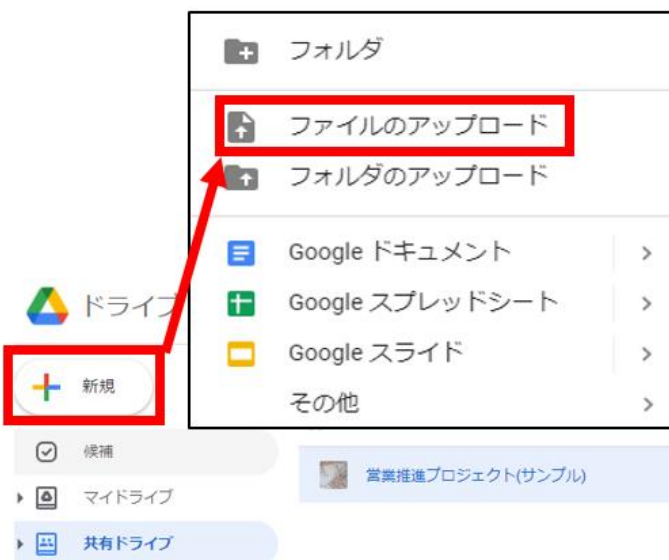 フォルダ
ファイルのアップロード
フォルダのアップロード
Google ドキュメント
Google スプレッドシート
Google スライド
その他
ドライブ
新規
候補
マイドライブ
共有ドライブ
営業推進プロジェクト(サンプル)